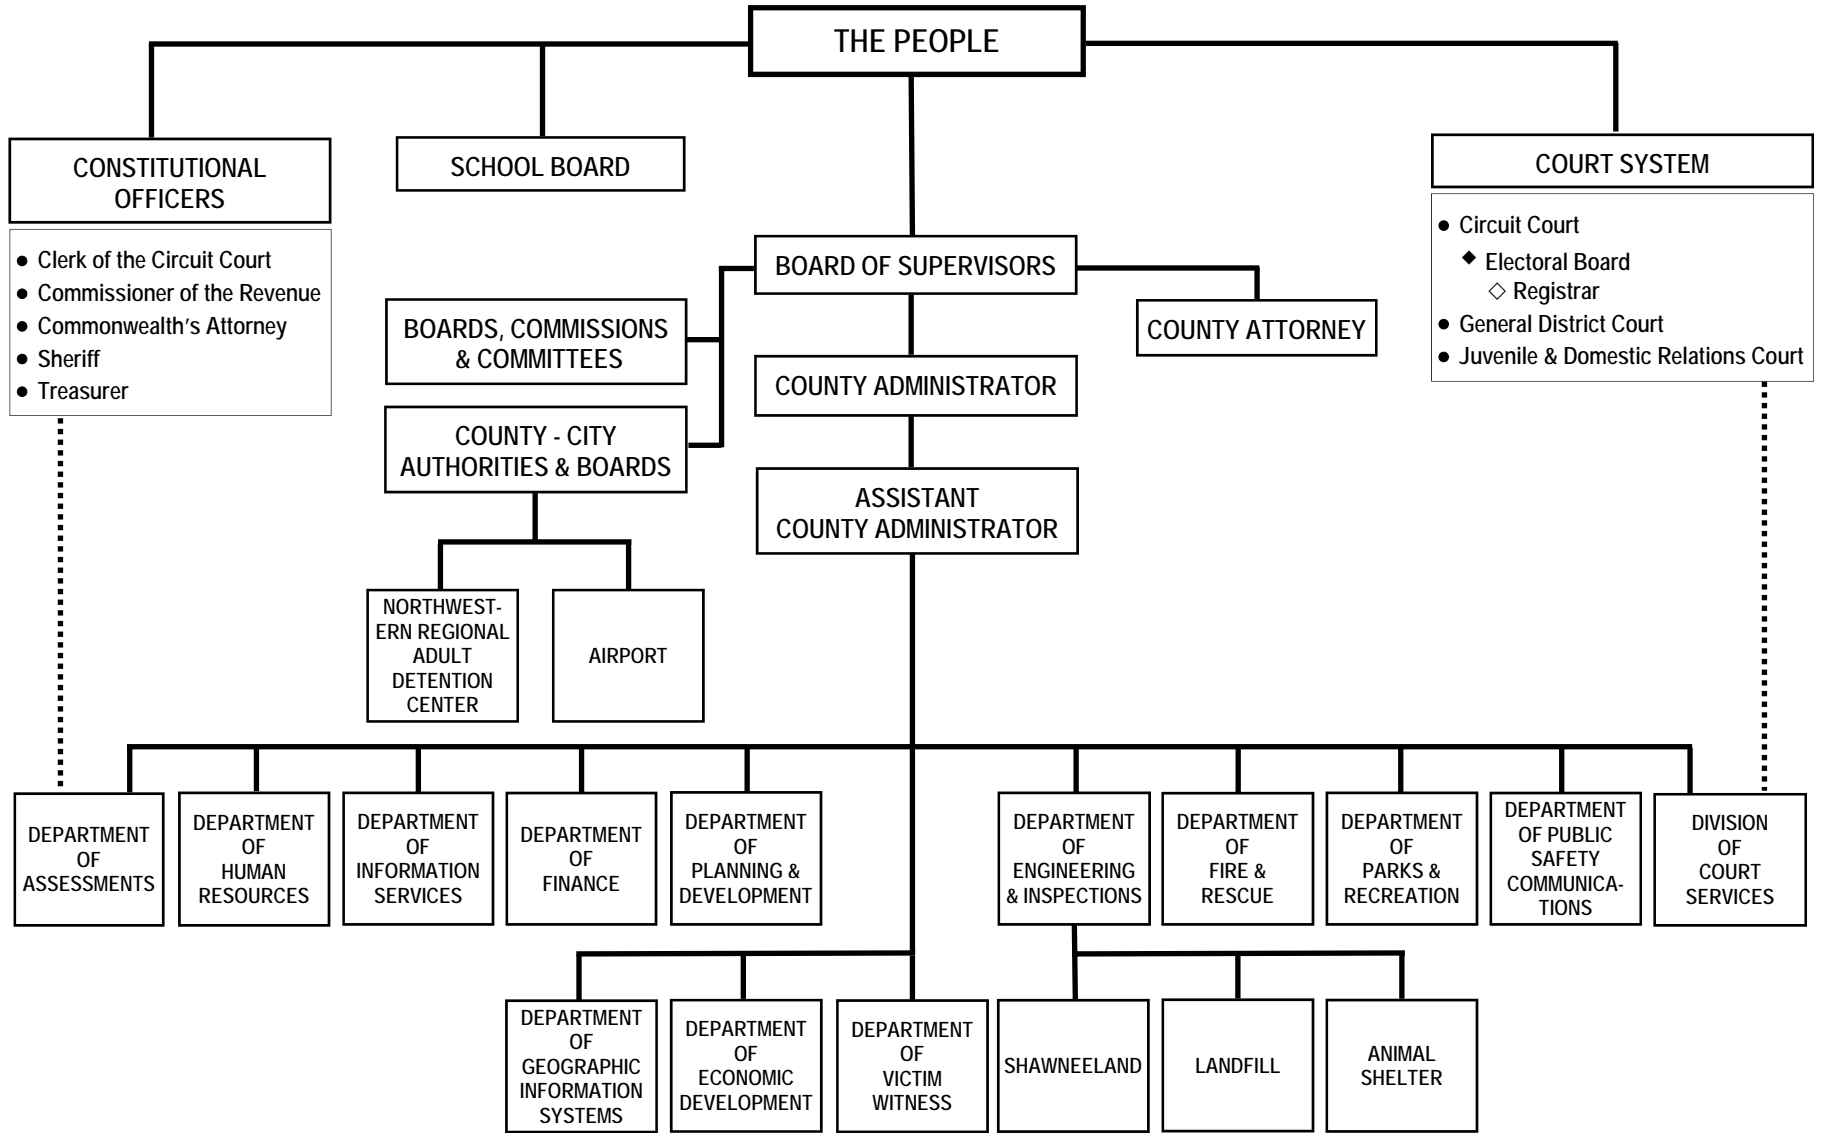 THE PEOPLE
CONSTITUTIONAL
OFFICERS
● Clerk of the Circuit Court
● Commissioner of the Revenue
● Commonwealth’s Attorney
● Sheriff
● Treasurer
SCHOOL BOARD
COURT SYSTEM
● Circuit Court
◆ Electoral Board
◇ Registrar
● General District Court
● Juvenile & Domestic Relations Court
BOARD OF SUPERVISORS
BOARDS, COMMISSIONS
& COMMITTEES
COUNTY ATTORNEY
COUNTY ADMINISTRATOR
COUNTY - CITY
AUTHORITIES & BOARDS
ASSISTANT
COUNTY ADMINISTRATOR
NORTHWEST-
ERN REGIONAL
ADULT
DETENTION
CENTER
AIRPORT
DEPARTMENT
OF
ASSESSMENTS
DEPARTMENT
OF
HUMAN
RESOURCES
DEPARTMENT
OF
INFORMATION
SERVICES
DEPARTMENT
OF
FINANCE
DEPARTMENT
OF
PLANNING &
DEVELOPMENT
DEPARTMENT
OF
ENGINEERING
& INSPECTIONS
DEPARTMENT
OF
FIRE &
RESCUE
DEPARTMENT
OF
PARKS &
RECREATION
DEPARTMENT
OF PUBLIC
SAFETY
COMMUNICA-
TIONS
DIVISION
OF
COURT
SERVICES
DEPARTMENT
OF
GEOGRAPHIC
INFORMATION
SYSTEMS
DEPARTMENT
OF
ECONOMIC
DEVELOPMENT
DEPARTMENT
OF
VICTIM
WITNESS
SHAWNEELAND
LANDFILL
ANIMAL
SHELTER